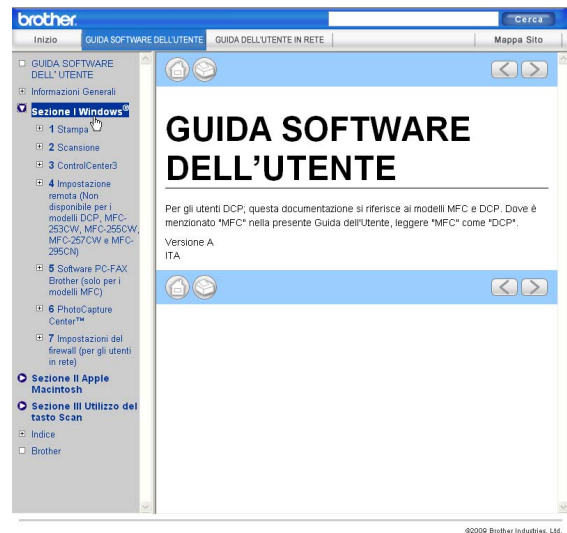 brother
Cerca
Inizio
GUIDA SOFTWARE DELL'UTENTE
GUIDA DELL'UTENTE IN RETE
Mappa Sito
GUIDA SOFTWARE
DELL' UTENTE
Informazioni Generali
Sezione I Windows®
1 Stampa
2 Scansione
3 ControlCenter3
4 Impostazione
remota (Non
disponibile per i
modelli DCP, MFC-
253CW, MFC-255CW,
MFC-257CW e MFC-
295CN)
5 Software PC-FAX
Brother (solo per i
modelli MFC)
6 PhotoCapture
Center™
7 Impostazioni del
firewall (per gli utenti
in rete)
Sezione II Apple
Macintosh
Sezione III Utilizzo del
tasto Scan
Indice
Brother
GUIDA SOFTWARE
DELL'UTENTE
Per gli utenti DCP; questa documentazione si riferisce ai modelli MFC e DCP. Dove è
menzionato "MFC" nella presente Guida dell'Utente, leggere "MFC" come "DCP".
Versione A
ITA
©2009 Brother Industries, Ltd.